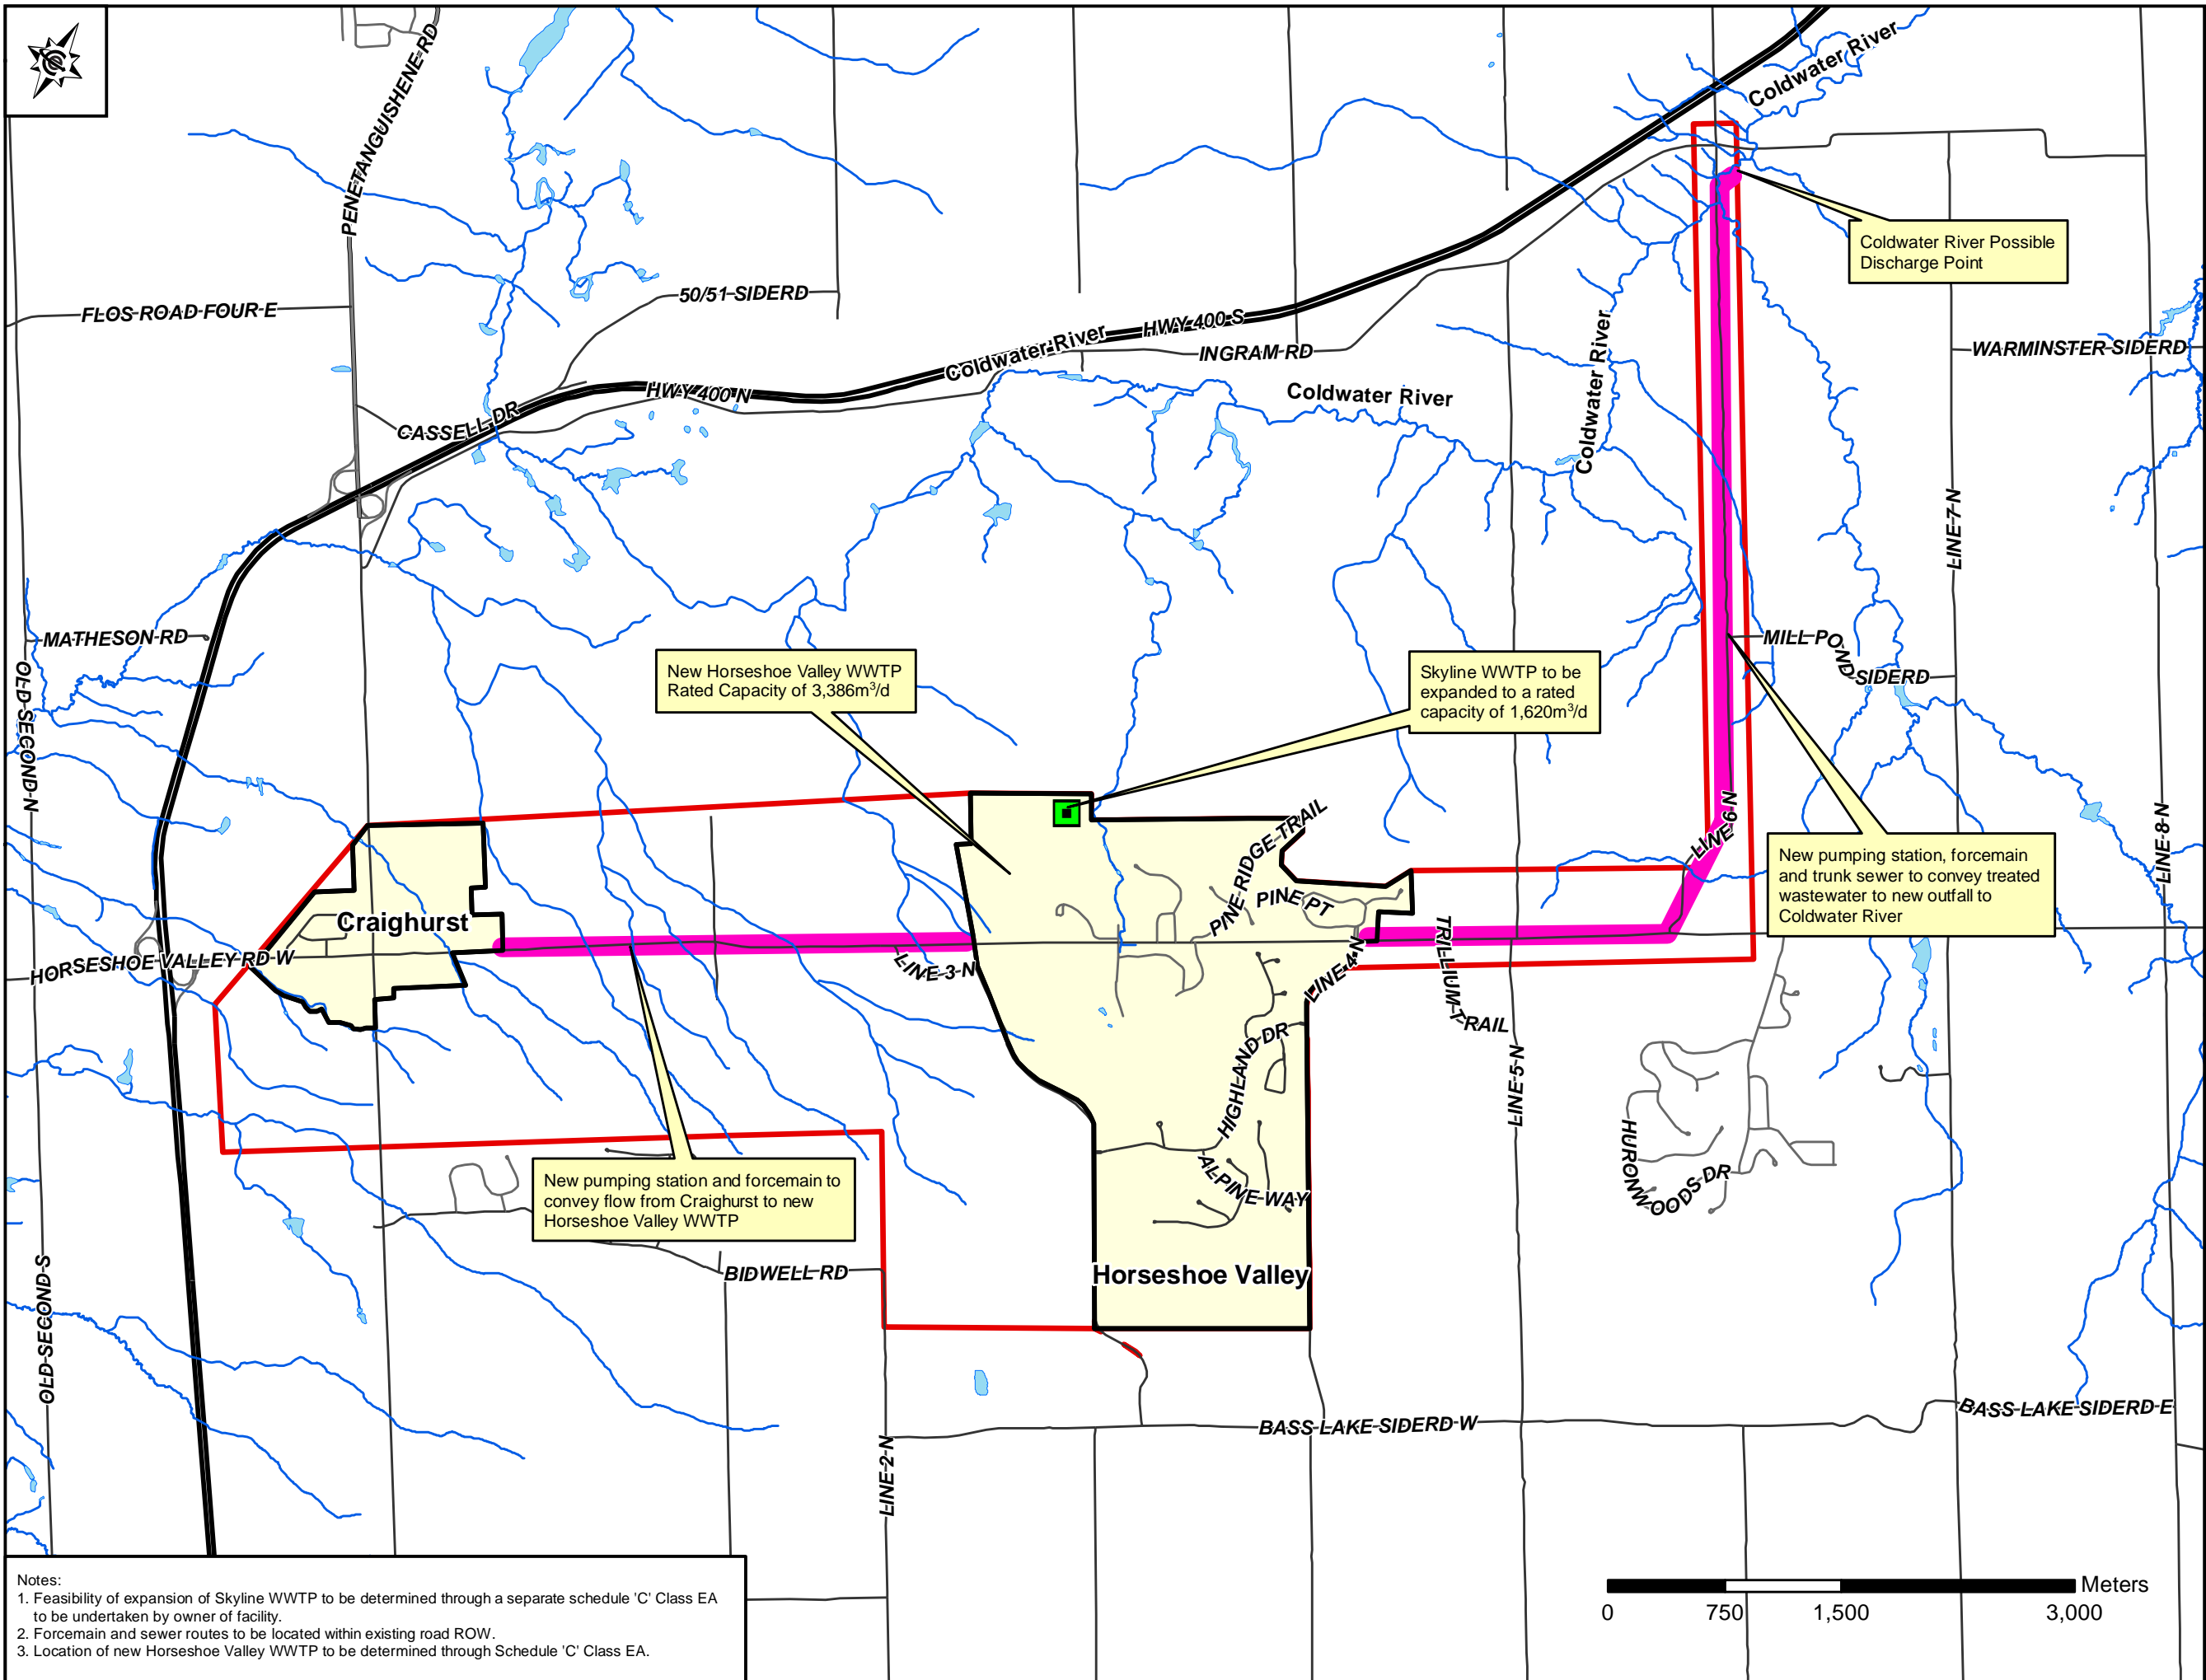 PENETANGUISHENE RD
Coldwater River
Coldwater River Possible
Discharge Point
FLOS ROAD FOUR E
50/51 SIDERD
Coldwater River
HWY 400 S
INGRAM RD
WARMINSTER SIDERD
HWY 400 N
Coldwater River
Coldwater River
CASSELL DR
LINE 7 N
MATHESON RD
MILL POND SIDERD
OLD SECOND N
New Horseshoe Valley WWTP
Rated Capacity of 3,386m³/d
Skyline WWTP to be
expanded to a rated
capacity of 1,620m³/d
LINE 6 N
LINE 8 N
New pumping station, forcemain
and trunk sewer to convey treated
wastewater to new outfall to
Coldwater River
PINE RIDGE TRAIL
PINE PT
Craighurst
HORSESHOE VALLEY RD W
LINE 3 N
LINE 4 N
TRILLIUM TRAIL
HIGHLAND DR
LINE 5 N
New pumping station and forcemain to
convey flow from Craighurst to new
Horseshoe Valley WWTP
ALPINE WAY
HURONWOODS DR
BIDWELL RD
Horseshoe Valley
OLD SECOND S
BASS LAKE SIDERD W
BASS LAKE SIDERD E
LINE 2 N
Notes:
1. Feasibility of expansion of Skyline WWTP to be determined through a separate schedule 'C' Class EA
to be undertaken by owner of facility.
2. Forcemain and sewer routes to be located within existing road ROW.
3. Location of new Horseshoe Valley WWTP to be determined through Schedule 'C' Class EA.
Meters
0 750 1,500 3,000